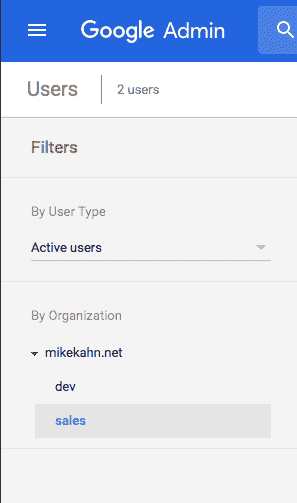 Google Admin
Users 2 users
Filters
By User Type
Active users
By Organization
mikekahn.net
dev
sales